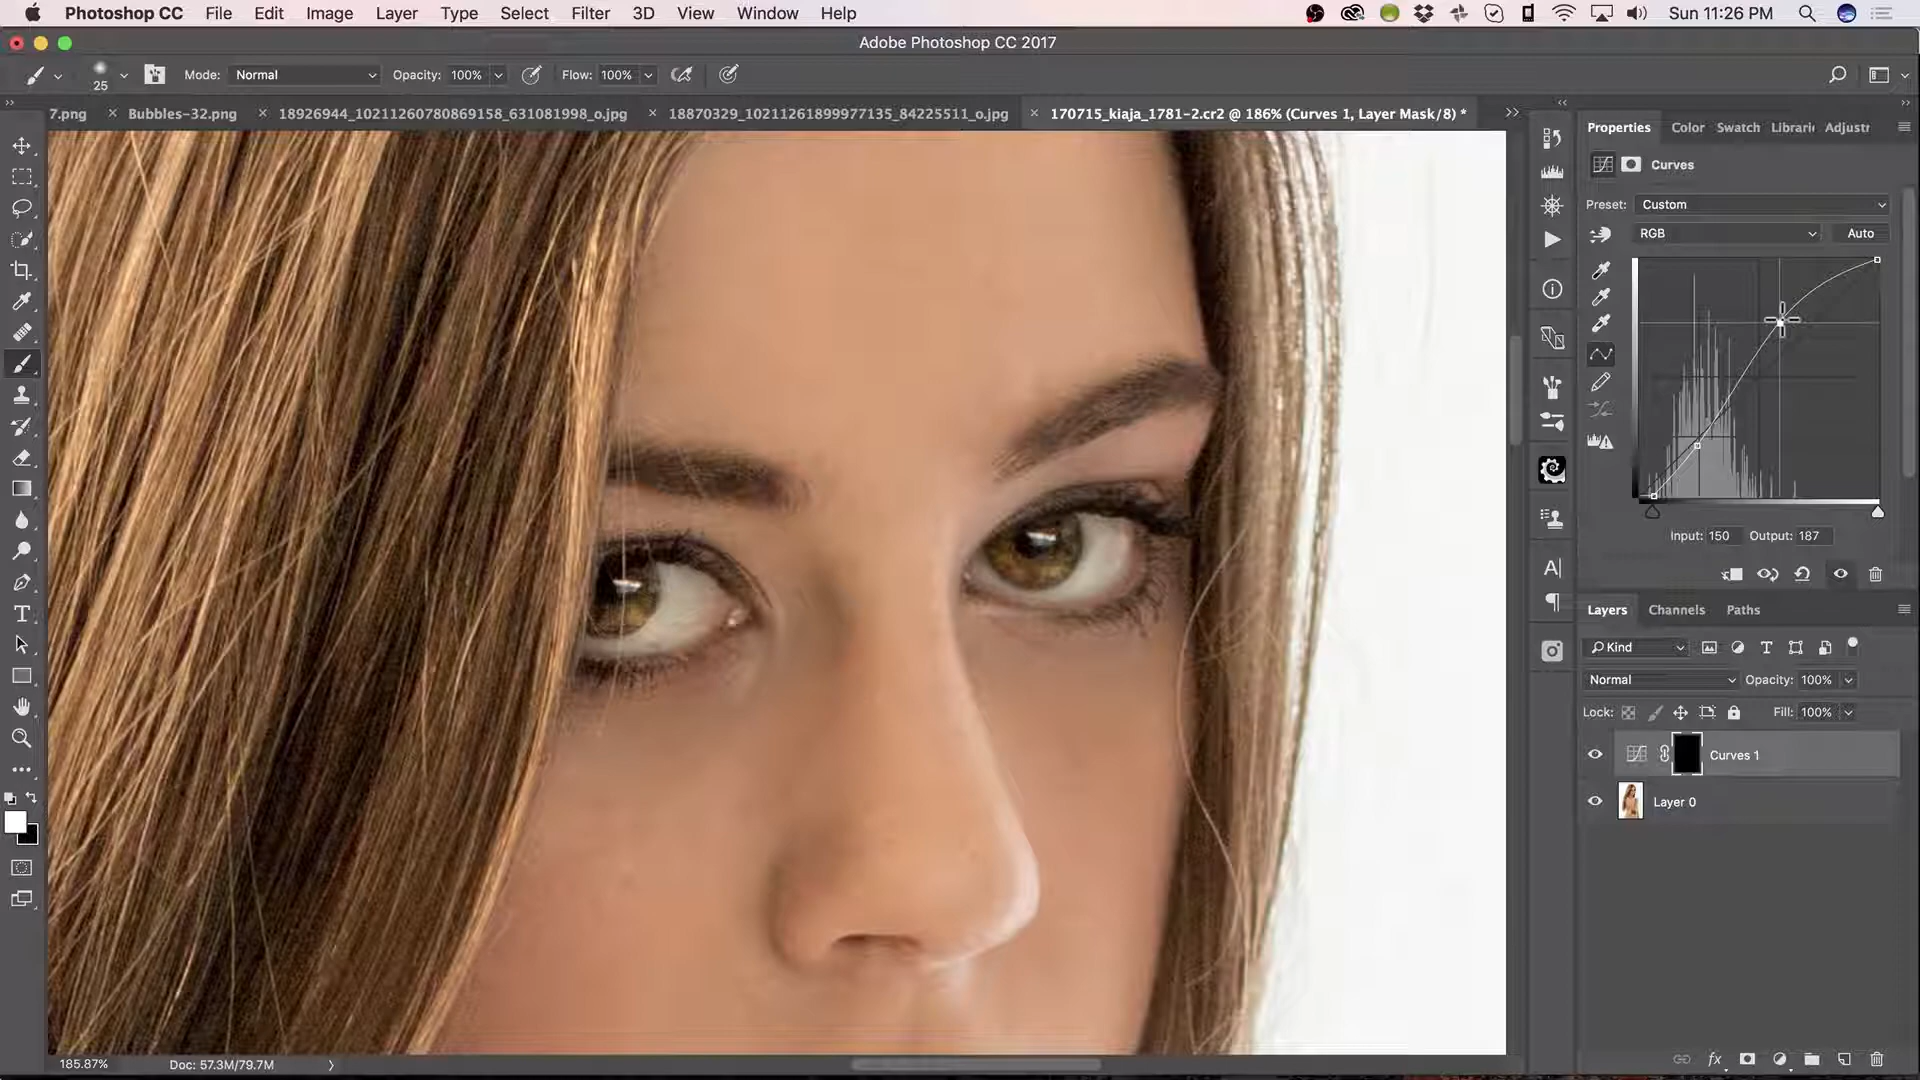 Photoshop CC File Edit Image Layer Type Select Filter 3D View Window Help Sun 11:26 PM
Adobe Photoshop CC 2017
25 Mode: Normal Opacity: 100% Flow: 100%
7.png × Bubbles-32.png × 18926944_10211260780869158_631081998_o.jpg × 18870329_10211261899977135_84225511_o.jpg × 170715_kiaja_1781-2.cr2 @ 186% (Curves 1, Layer Mask/8) *
Properties Color Swatch Librari Adjustr
Curves
Preset: Custom
RGB Auto
Input: 150 Output: 187
Layers Channels Paths
Kind
Normal Opacity: 100%
Lock: Fill: 100%
Curves 1
Layer 0
fx
185.87% Doc: 57.3M/79.7M